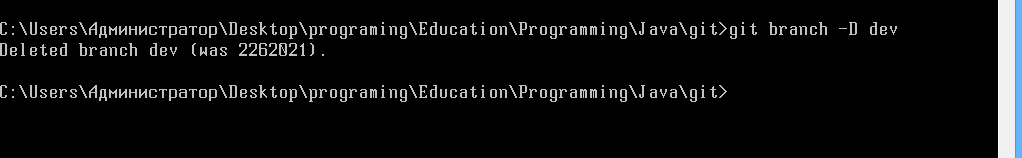 C:\Users\Администратор\Desktop\programing\Education\Programming\Java\git>git branch -D dev
Deleted branch dev (was 2262021).
C:\Users\Администратор\Desktop\programing\Education\Programming\Java\git>